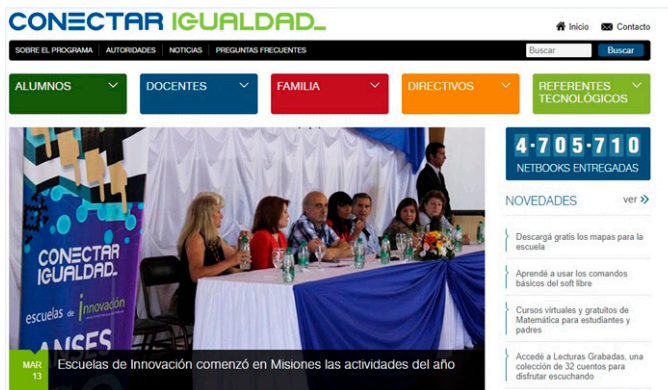 CONECTAR IGUALDAD_
Inicio Contacto
SOBRE EL PROGRAMA AUTORIDADES NOTICIAS PREGUNTAS FRECUENTES Buscar Buscar
ALUMNOS
DOCENTES
FAMILIA
DIRECTIVOS
REFERENTES
TECNOLÓGICOS
4·705·710
NETBOOKS ENTREGADAS
CONECTAR
IGUALDAD_
escuelas de innovación
ANSES
MAR
13
Escuelas de Innovación comenzó en Misiones las actividades del año
NOVEDADES ver
Descargá gratis los mapas para la
escuela
Aprendé a usar los comandos
básicos del soft libre
Cursos virtuales y gratuitos de
Matemática para estudiantes y
padres
Accedé a Lecturas Grabadas, una
colección de 32 cuentos para
disfrutar escuchando